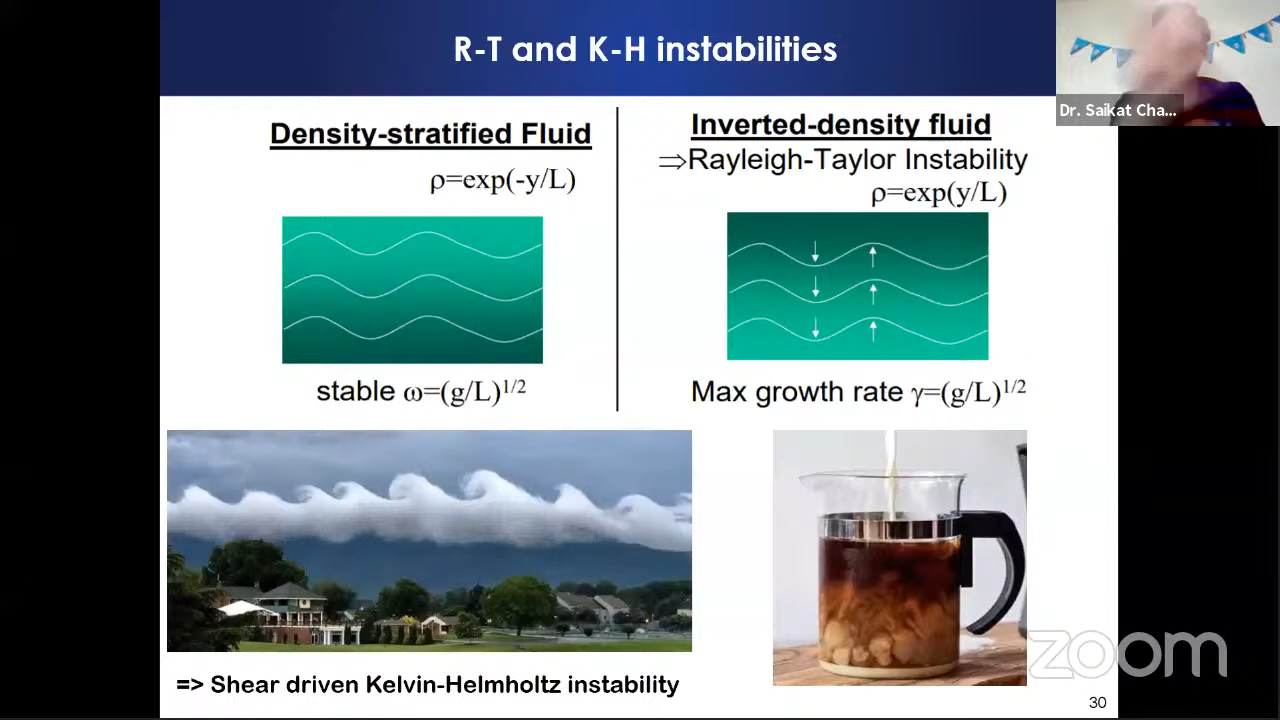 R-T and K-H instabilities
Dr. Saikat Cha...
Density-stratified Fluid
ρ=exp(-y/L)
stable ω=(g/L)^1/2
Inverted-density fluid
⇒Rayleigh-Taylor Instability
ρ=exp(y/L)
Max growth rate γ=(g/L)^1/2
=> Shear driven Kelvin-Helmholtz instability
zoom
30